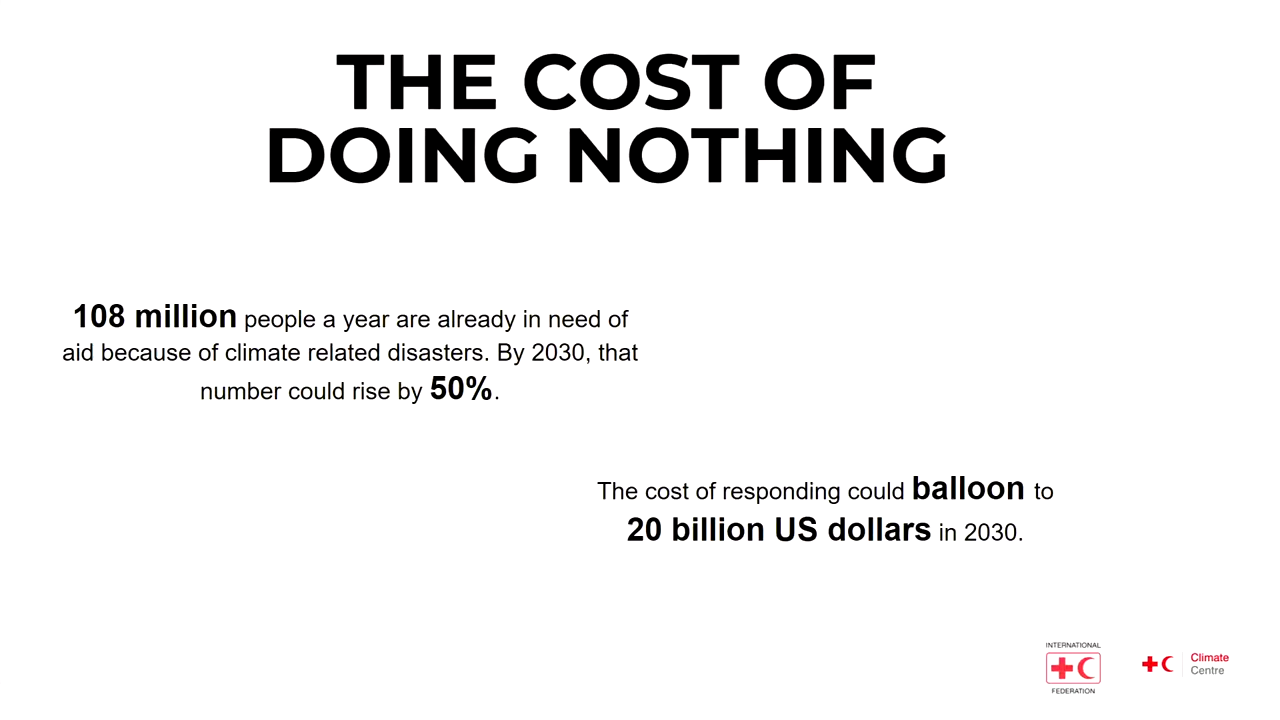 THE COST OF
DOING NOTHING
108 million people a year are already in need of
aid because of climate related disasters. By 2030, that
number could rise by 50%.
The cost of responding could balloon to
20 billion US dollars in 2030.
INTERNATIONAL
FEDERATION
Climate
Centre